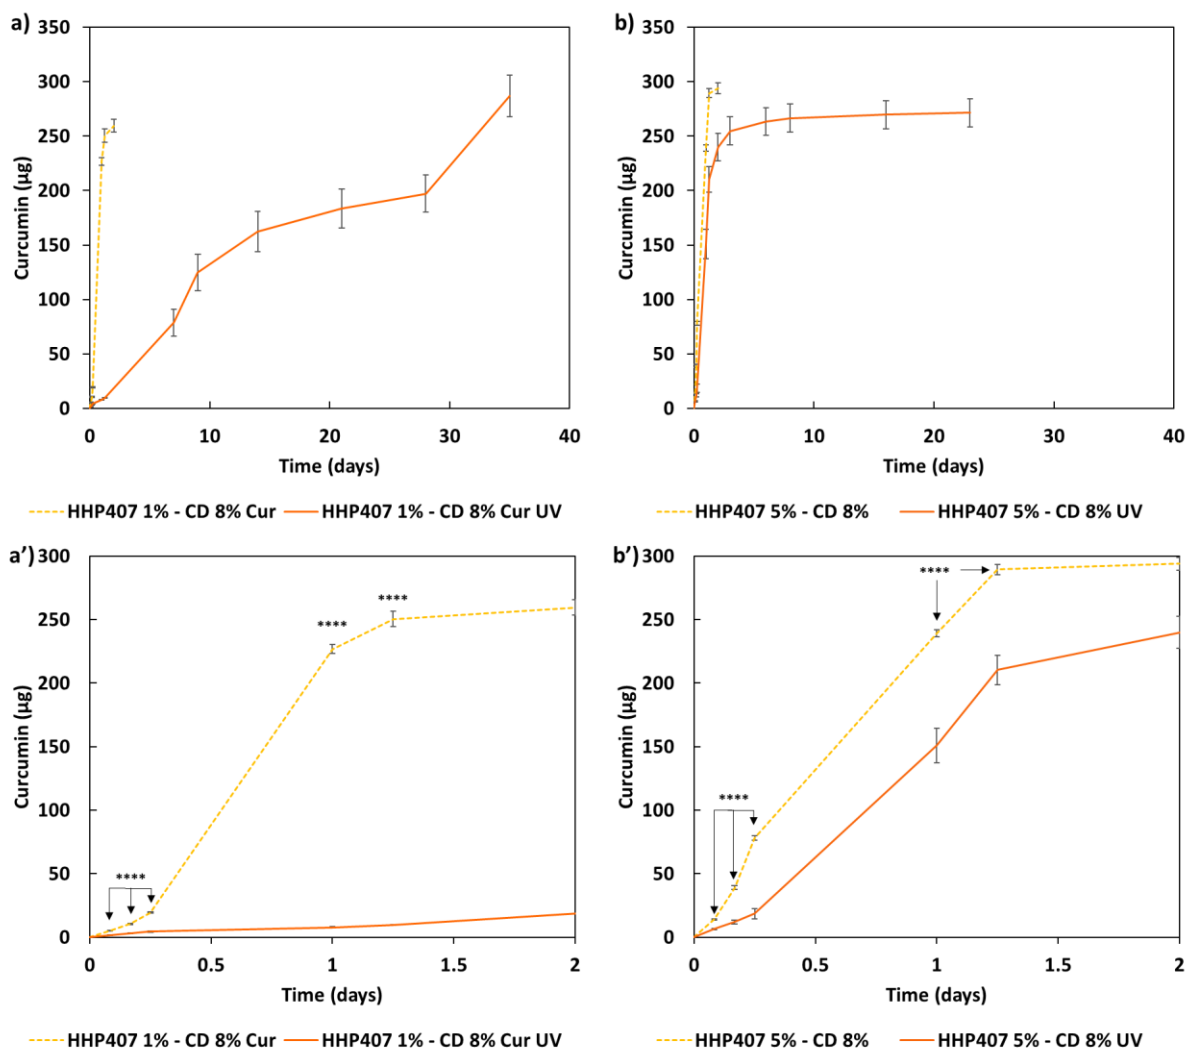 a)
350
300
250
200
150
100
50
0
Curcumin (µg)
0 10 20 30 40
Time (days)
HHP407 1% - CD 8% Cur HHP407 1% - CD 8% Cur UV
b)
350
300
250
200
150
100
50
0
Curcumin (µg)
0 10 20 30 40
Time (days)
HHP407 5% - CD 8% HHP407 5% - CD 8% UV
a’)
300
250
200
150
100
50
0
Curcumin (µg)
****
****
****
0 0.5 1 1.5 2
Time (days)
HHP407 1% - CD 8% Cur HHP407 1% - CD 8% Cur UV
b’)
300
250
200
150
100
50
0
Curcumin (µg)
****
****
0 0.5 1 1.5 2
Time (days)
HHP407 5% - CD 8% HHP407 5% - CD 8% UV